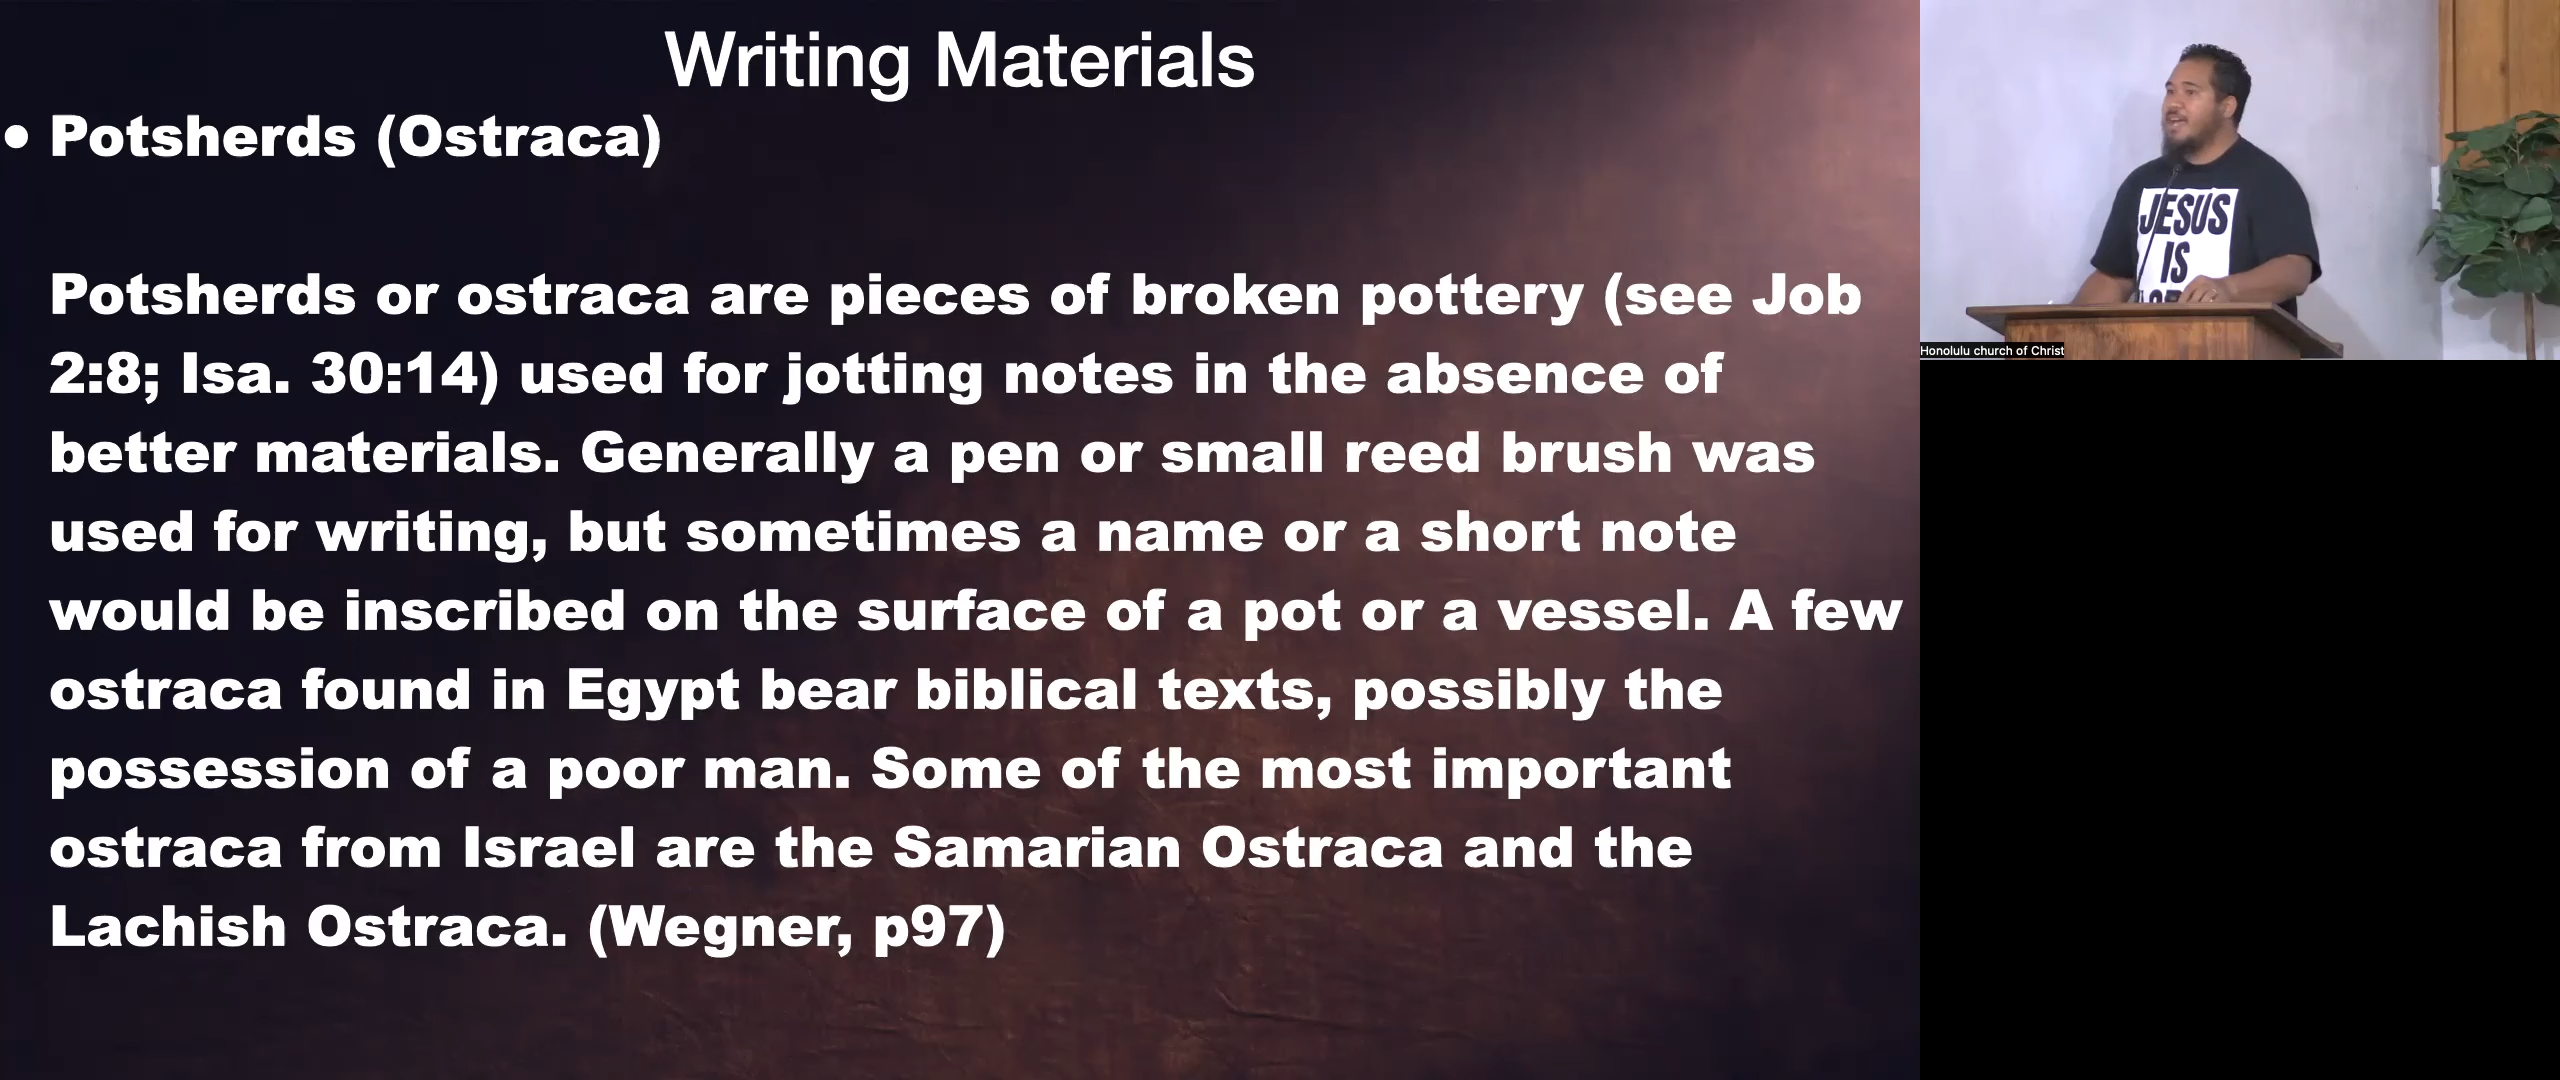 Writing Materials
• Potsherds (Ostraca)
Potsherds or ostraca are pieces of broken pottery (see Job
2:8; Isa. 30:14) used for jotting notes in the absence of
better materials. Generally a pen or small reed brush was
used for writing, but sometimes a name or a short note
would be inscribed on the surface of a pot or a vessel. A few
ostraca found in Egypt bear biblical texts, possibly the
possession of a poor man. Some of the most important
ostraca from Israel are the Samarian Ostraca and the
Lachish Ostraca. (Wegner, p97)
JESUS
IS
Honolulu church of Christ